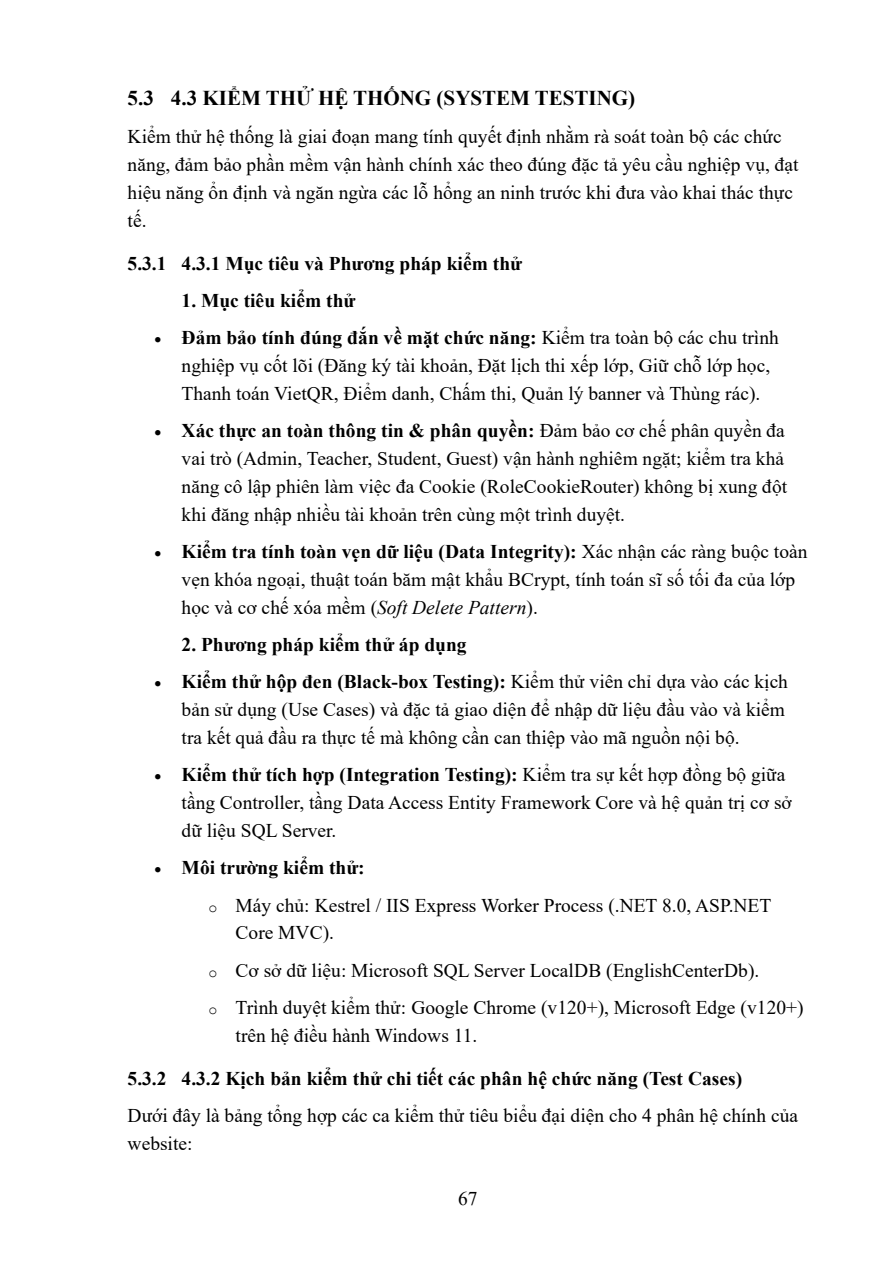 5.3 4.3 KIỂM THỬ HỆ THỐNG (SYSTEM TESTING)
Kiểm thử hệ thống là giai đoạn mang tính quyết định nhằm rà soát toàn bộ các chức
năng, đảm bảo phần mềm vận hành chính xác theo đúng đặc tả yêu cầu nghiệp vụ, đạt
hiệu năng ổn định và ngăn ngừa các lỗ hổng an ninh trước khi đưa vào khai thác thực
tế.
5.3.1 4.3.1 Mục tiêu và Phương pháp kiểm thử
1. Mục tiêu kiểm thử
• Đảm bảo tính đúng đắn về mặt chức năng: Kiểm tra toàn bộ các chu trình
nghiệp vụ cốt lõi (Đăng ký tài khoản, Đặt lịch thi xếp lớp, Giữ chỗ lớp học,
Thanh toán VietQR, Điểm danh, Chấm thi, Quản lý banner và Thùng rác).
• Xác thực an toàn thông tin & phân quyền: Đảm bảo cơ chế phân quyền đa
vai trò (Admin, Teacher, Student, Guest) vận hành nghiêm ngặt; kiểm tra khả
năng cô lập phiên làm việc đa Cookie (RoleCookieRouter) không bị xung đột
khi đăng nhập nhiều tài khoản trên cùng một trình duyệt.
• Kiểm tra tính toàn vẹn dữ liệu (Data Integrity): Xác nhận các ràng buộc toàn
vẹn khóa ngoại, thuật toán băm mật khẩu BCrypt, tính toán sĩ số tối đa của lớp
học và cơ chế xóa mềm (Soft Delete Pattern).
2. Phương pháp kiểm thử áp dụng
• Kiểm thử hộp đen (Black-box Testing): Kiểm thử viên chỉ dựa vào các kịch
bản sử dụng (Use Cases) và đặc tả giao diện để nhập dữ liệu đầu vào và kiểm
tra kết quả đầu ra thực tế mà không cần can thiệp vào mã nguồn nội bộ.
• Kiểm thử tích hợp (Integration Testing): Kiểm tra sự kết hợp đồng bộ giữa
tầng Controller, tầng Data Access Entity Framework Core và hệ quản trị cơ sở
dữ liệu SQL Server.
• Môi trường kiểm thử:
○ Máy chủ: Kestrel / IIS Express Worker Process (.NET 8.0, ASP.NET
Core MVC).
○ Cơ sở dữ liệu: Microsoft SQL Server LocalDB (EnglishCenterDb).
○ Trình duyệt kiểm thử: Google Chrome (v120+), Microsoft Edge (v120+)
trên hệ điều hành Windows 11.
5.3.2 4.3.2 Kịch bản kiểm thử chi tiết các phân hệ chức năng (Test Cases)
Dưới đây là bảng tổng hợp các ca kiểm thử tiêu biểu đại diện cho 4 phân hệ chính của
website:
67